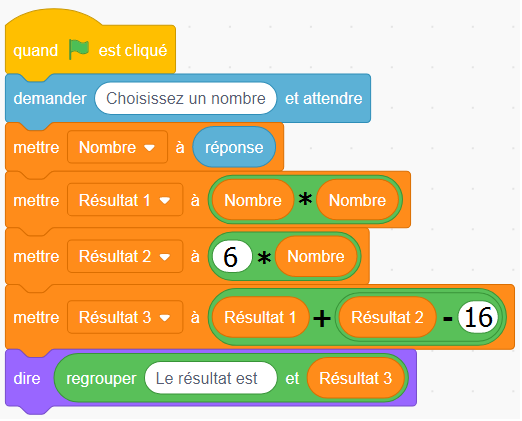 quand est cliqué
demander Choisissez un nombre et attendre
mettre Nombre à réponse
mettre Résultat 1 à Nombre * Nombre
mettre Résultat 2 à 6 * Nombre
mettre Résultat 3 à Résultat 1 + Résultat 2 - 16
dire regrouper Le résultat est et Résultat 3